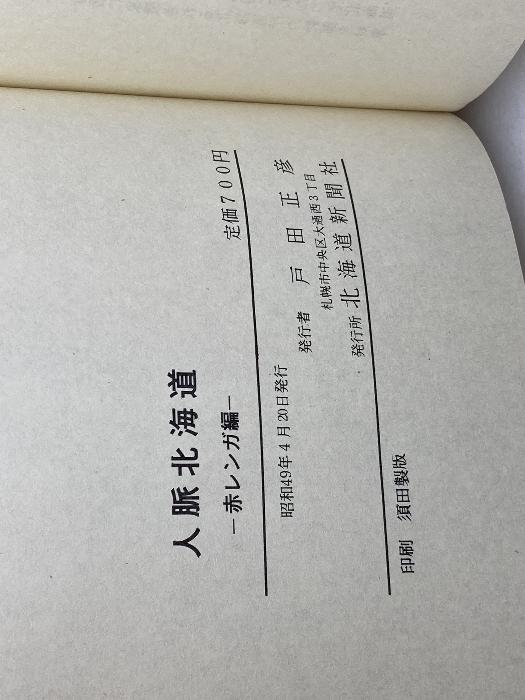 人脈北海道
―赤レンガ編―
定価700円
昭和49年4月20日発行
発行者 戸田正彦
札幌市中央区大通西3丁目
発行所 北海道新聞社
印刷 須田製版